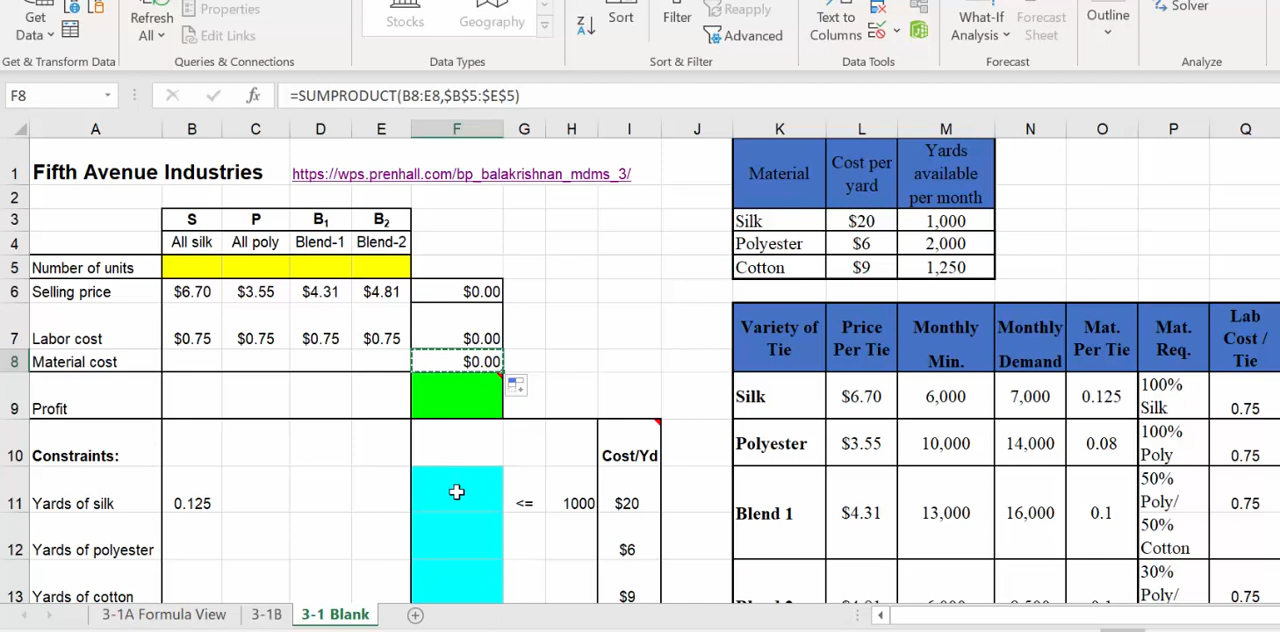 Get
Data
Refresh
All
Properties
Edit Links
Stocks
Geography
Z
A
Sort
Filter
Reapply
Advanced
Text to
Columns
What-If
Analysis
Forecast
Sheet
Outline
Solver
Get & Transform Data
Queries & Connections
Data Types
Sort & Filter
Data Tools
Forecast
Analyze
F8
fx
=SUMPRODUCT(B8:E8,$B$5:$E$5)
A B C D E F G H I J K L M N O P Q
1 Fifth Avenue Industries https://wps.prenhall.com/bp_balakrishnan_mdms_3/
2
3 S P B1 B2
4 All silk All poly Blend-1 Blend-2
5 Number of units
6 Selling price $6.70 $3.55 $4.31 $4.81 $0.00
7 Labor cost $0.75 $0.75 $0.75 $0.75 $0.00
8 Material cost $0.00
9 Profit
10 Constraints: Cost/Yd
11 Yards of silk 0.125 <= 1000 $20
12 Yards of polyester $6
13 Yards of cotton $9
Material
Cost per
yard
Yards
available
per month
Silk $20 1,000
Polyester $6 2,000
Cotton $9 1,250
Variety of
Tie
Price
Per Tie
Monthly
Min.
Monthly
Demand
Mat.
Per Tie
Mat.
Req.
Lab
Cost /
Tie
Silk $6.70 6,000 7,000 0.125
100%
Silk
0.75
Polyester $3.55 10,000 14,000 0.08
100%
Poly
0.75
Blend 1 $4.31 13,000 16,000 0.1
50%
Poly/
50%
Cotton
0.75
30%
Poly/
0.75
3-1A Formula View
3-1B
3-1 Blank